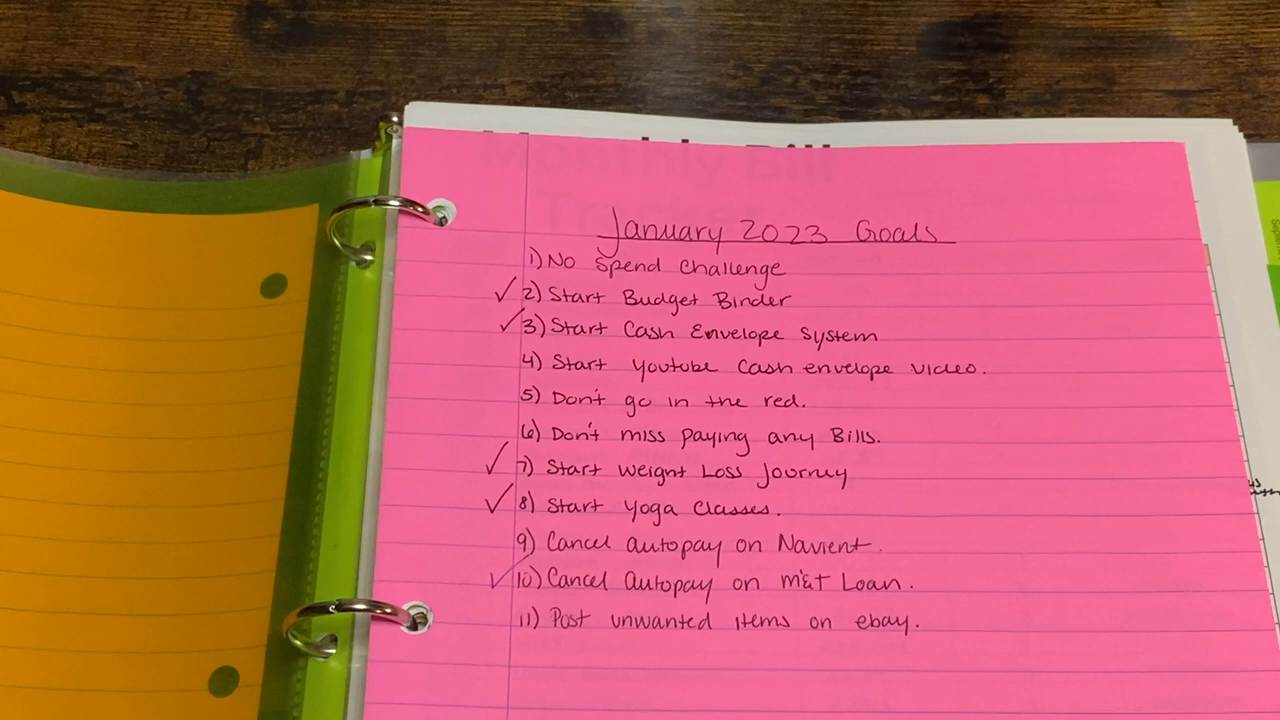 Monthly Bill
Tracker
January 2023 Goals
1) No Spend Challenge
✓ 2) Start Budget Binder
✓ 3) Start Cash Envelope System
4) Start Youtube Cash envelope video.
5) Don't go in the red.
6) Don't miss paying any Bills.
✓ 7) Start weight Loss Journey
✓ 8) Start Yoga Classes.
9) Cancel Autopay on Navient.
✓ 10) Cancel Autopay on m&t Loan.
11) Post unwanted items on ebay.